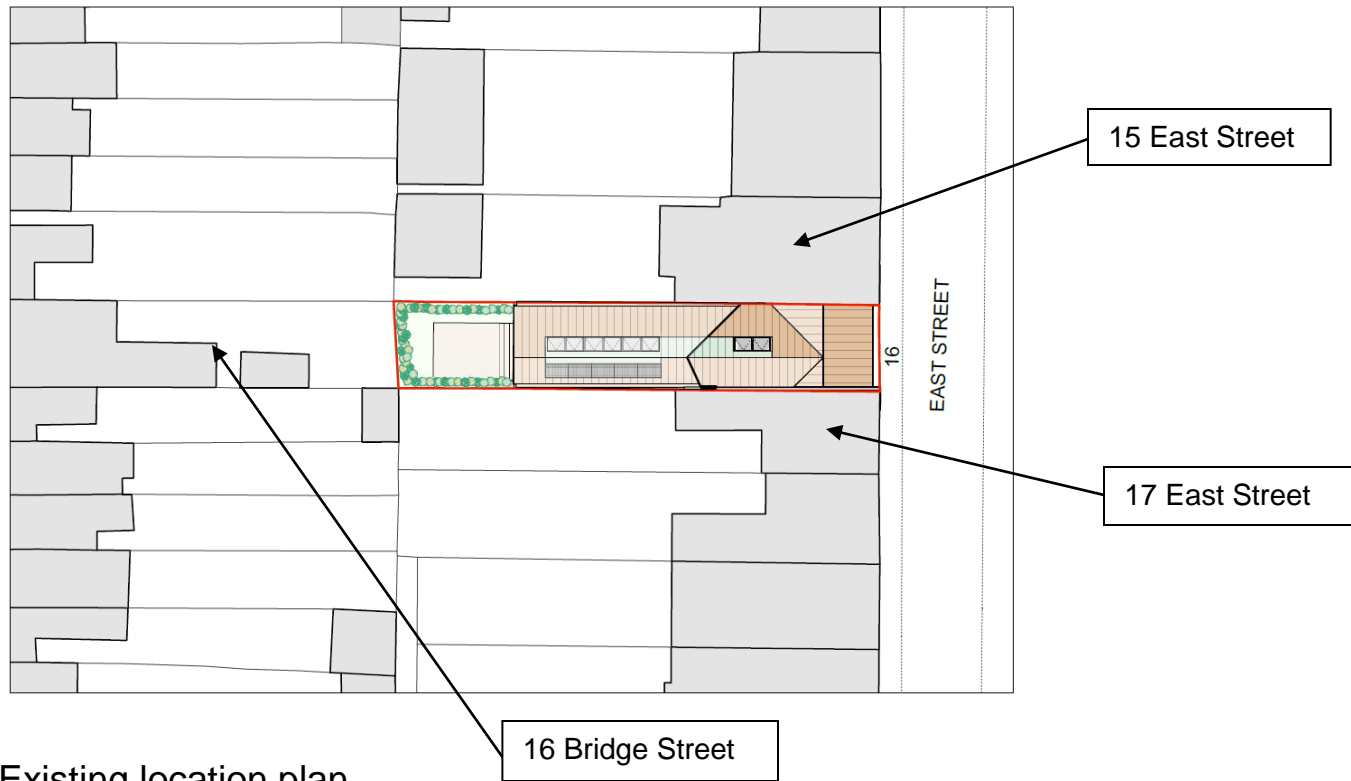 15 East Street
EAST STREET
16
17 East Street
16 Bridge Street
Existing location plan